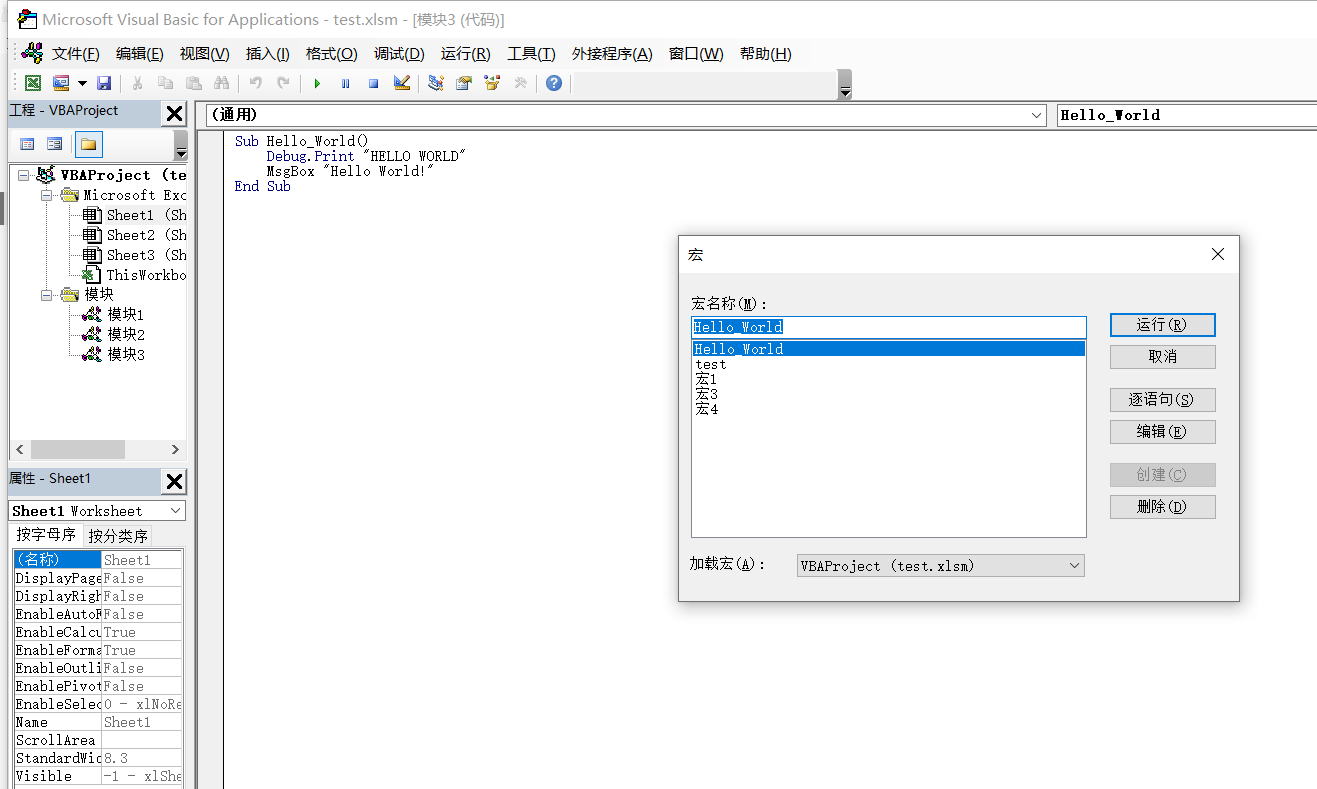 Microsoft Visual Basic for Applications - test.xlsm - [模块3 (代码)]
文件(F) 编辑(E) 视图(V) 插入(I) 格式(O) 调试(D) 运行(R) 工具(T) 外接程序(A) 窗口(W) 帮助(H)
工程 - VBAProject
(通用)
Hello_World
VBAProject (te
Microsoft Exc
Sheet1 (Sh
Sheet2 (Sh
Sheet3 (Sh
ThisWorkbo
模块
模块1
模块2
模块3
Sub Hello_World()
Debug.Print "HELLO WORLD"
MsgBox "Hello World!"
End Sub
宏
宏名称(M)：
Hello_World
Hello_World
test
宏1
宏3
宏4
运行(R)
取消
逐语句(S)
编辑(E)
创建(C)
删除(D)
加载宏(A)：
VBAProject (test.xlsm)
属性 - Sheet1
Sheet1 Worksheet
按字母序 按分类序
(名称) Sheet1
DisplayPage False
DisplayRigh False
EnableAutoF False
EnableCalcu True
EnableForma True
EnableOutli False
EnablePivot False
EnableSelec 0 - xlNoRe
Name Sheet1
ScrollArea
StandardWid 8.3
Visible -1 - xlShe